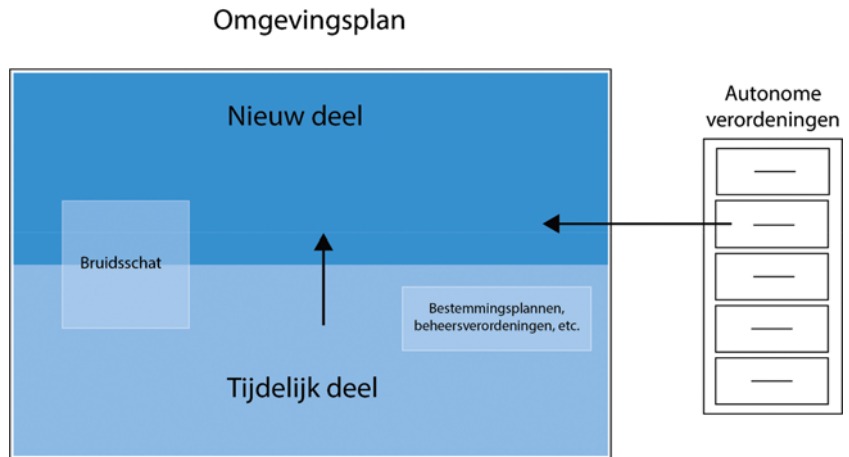 Omgevingsplan
Nieuw deel
Autonome
verordeningen
Bruidsschat
Bestemmingsplannen,
beheersverordeningen, etc.
Tijdelijk deel